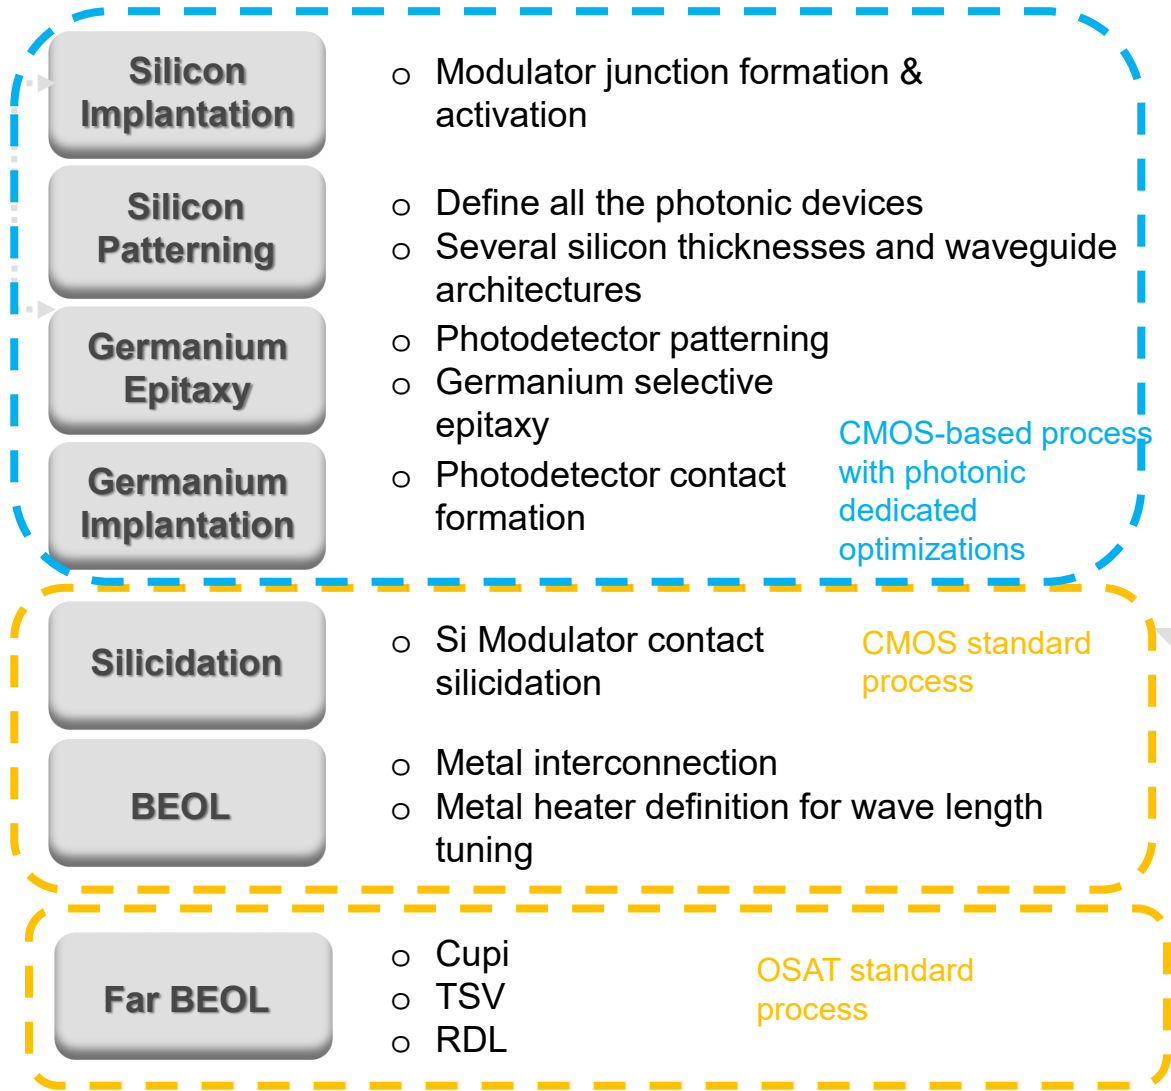 Silicon
Implantation
o Modulator junction formation &
activation
Silicon
Patterning
o Define all the photonic devices
o Several silicon thicknesses and waveguide
architectures
Germanium
Epitaxy
o Photodetector patterning
o Germanium selective
epitaxy
Germanium
Implantation
o Photodetector contact
formation
CMOS-based process
with photonic
dedicated
optimizations
Silicidation
o Si Modulator contact
silicidation
CMOS standard
process
BEOL
o Metal interconnection
o Metal heater definition for wave length
tuning
Far BEOL
o Cupi
o TSV
o RDL
OSAT standard
process